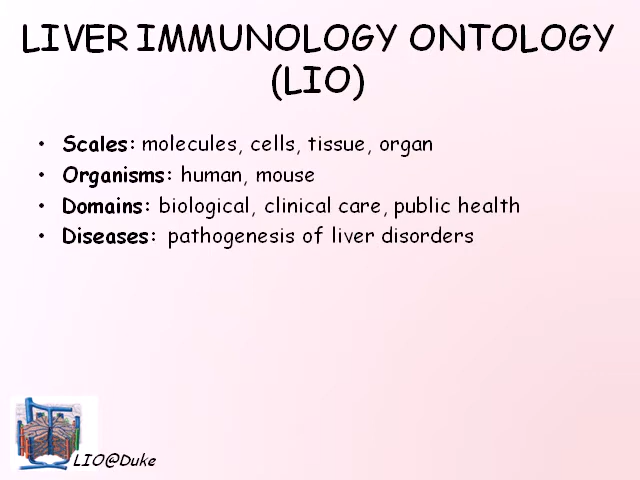 LIVER IMMUNOLOGY ONTOLOGY
(LIO)
• Scales: molecules, cells, tissue, organ
• Organisms: human, mouse
• Domains: biological, clinical care, public health
• Diseases: pathogenesis of liver disorders
LIO@Duke